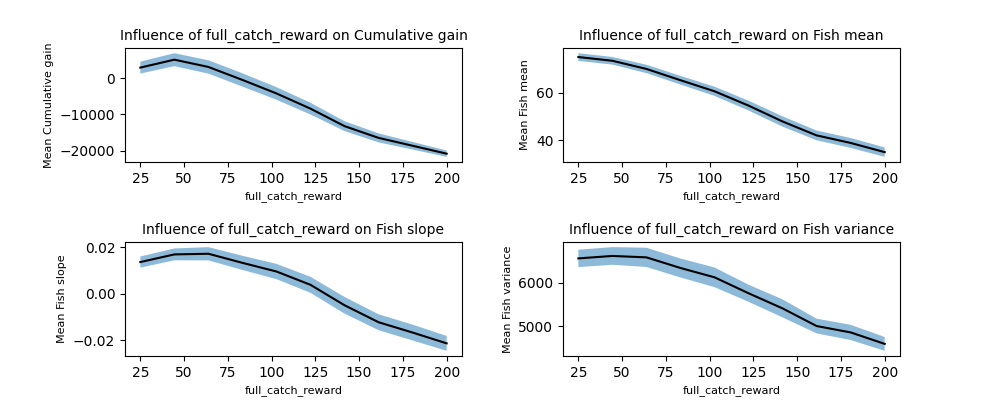 Influence of full_catch_reward on Cumulative gain
Mean Cumulative gain
0
−10000
−20000
25 50 75 100 125 150 175 200
full_catch_reward
Influence of full_catch_reward on Fish mean
Mean Fish mean
60
40
25 50 75 100 125 150 175 200
full_catch_reward
Influence of full_catch_reward on Fish slope
Mean Fish slope
0.02
0.00
−0.02
25 50 75 100 125 150 175 200
full_catch_reward
Influence of full_catch_reward on Fish variance
Mean Fish variance
6000
5000
25 50 75 100 125 150 175 200
full_catch_reward